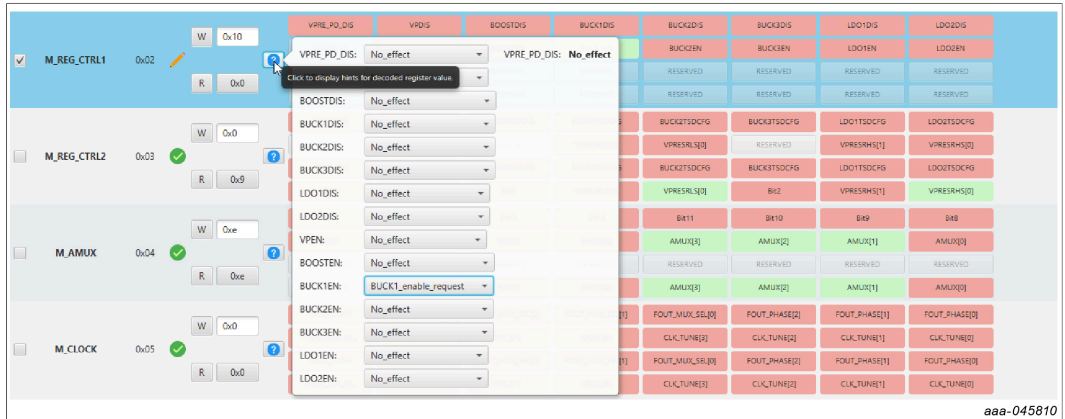 VPRE_PD_DIS VPDIS BOOSTDIS BUCK1DIS BUCK2DIS BUCK3DIS LDO1DIS LDO2DIS
W 0x10
M_REG_CTRL1 0x02
VPRE_PD_DIS: No_effect VPRE_PD_DIS: No_effect BUCK2EN BUCK3EN LDO1EN LDO2EN
? RESERVED RESERVED RESERVED RESERVED
Click to display hints for decoded register value.
R 0x0
RESERVED RESERVED RESERVED RESERVED
BOOSTDIS: No_effect
BUCK1DIS: No_effect BUCK2TSDCFG BUCK3TSDCFG LDO1TSDCFG LDO2TSDCFG
W 0x0
BUCK2DIS: No_effect VPRESRLS[0] RESERVED VPRESRHS[1] VPRESRHS[0]
M_REG_CTRL2 0x03 ?
BUCK3DIS: No_effect BUCK2TSDCFG BUCK3TSDCFG LDO1TSDCFG LDO2TSDCFG
R 0x9
LDO1DIS: No_effect VPRESRLS[0] Bit2 VPRESRHS[1] VPRESRHS[0]
LDO2DIS: No_effect Bit11 Bit10 Bit9 Bit8
W 0xe
VPEN: No_effect AMUX[3] AMUX[2] AMUX[1] AMUX[0]
M_AMUX 0x04 ?
BOOSTEN: No_effect RESERVED RESERVED RESERVED RESERVED
R 0xe
BUCK1EN: BUCK1_enable_request AMUX[3] AMUX[2] AMUX[1] AMUX[0]
BUCK2EN: No_effect [1] FOUT_MUX_SEL[0] FOUT_PHASE[2] FOUT_PHASE[1] FOUT_PHASE[0]
W 0x0
BUCK3EN: No_effect CLK_TUNE[3] CLK_TUNE[2] CLK_TUNE[1] CLK_TUNE[0]
M_CLOCK 0x05 ?
LDO1EN: No_effect [1] FOUT_MUX_SEL[0] FOUT_PHASE[2] FOUT_PHASE[1] FOUT_PHASE[0]
R 0x0
LDO2EN: No_effect CLK_TUNE[3] CLK_TUNE[2] CLK_TUNE[1] CLK_TUNE[0]
aaa-045810